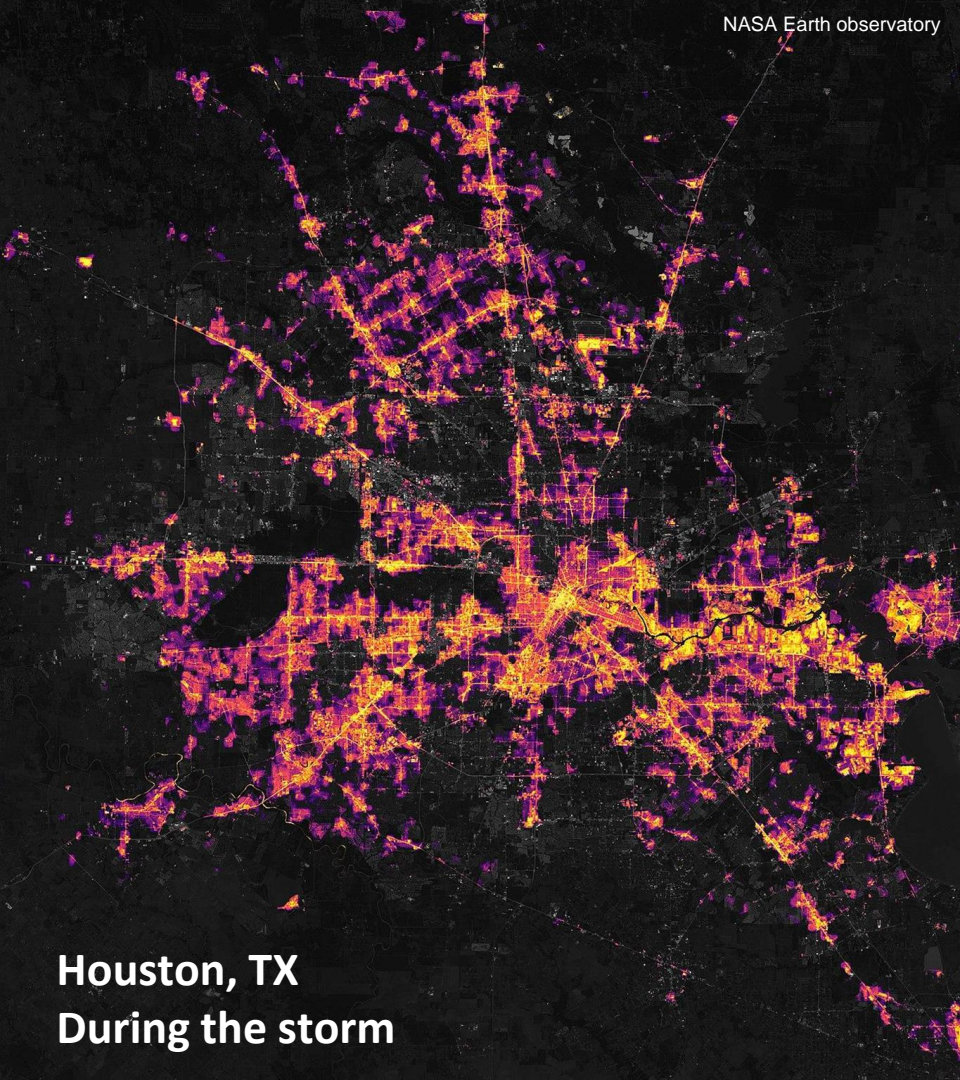 NASA Earth observatory
Houston, TX
During the storm